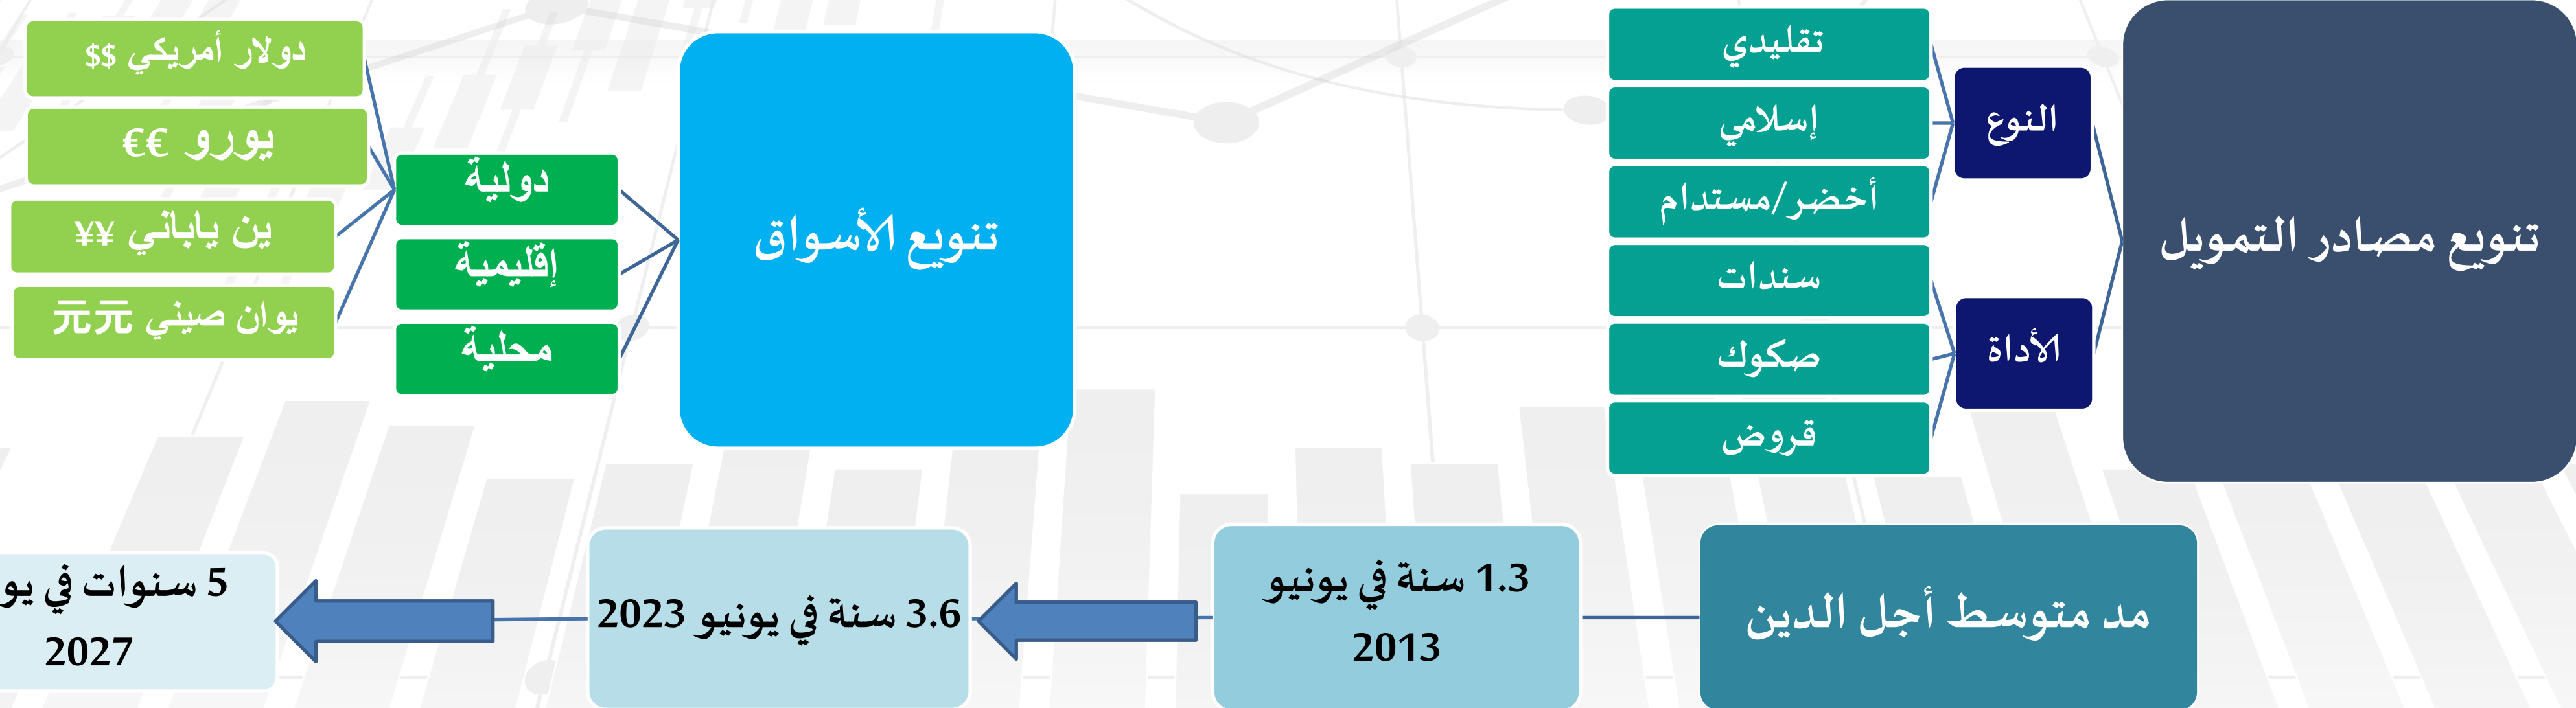 تنويع مصادر التمويل
النوع
تقليدي
إسلامي
أخضر/مستدام
الأداة
سندات
صكوك
قروض
تنويع الأسواق
دولية
إقليمية
محلية
دولار أمريكي $$
يورو €€
ين ياباني ¥¥
يوان صيني 元元
مد متوسط أجل الدين
1.3 سنة في يونيو
2013
3.6 سنة في يونيو 2023
5 سنوات في يو
2027